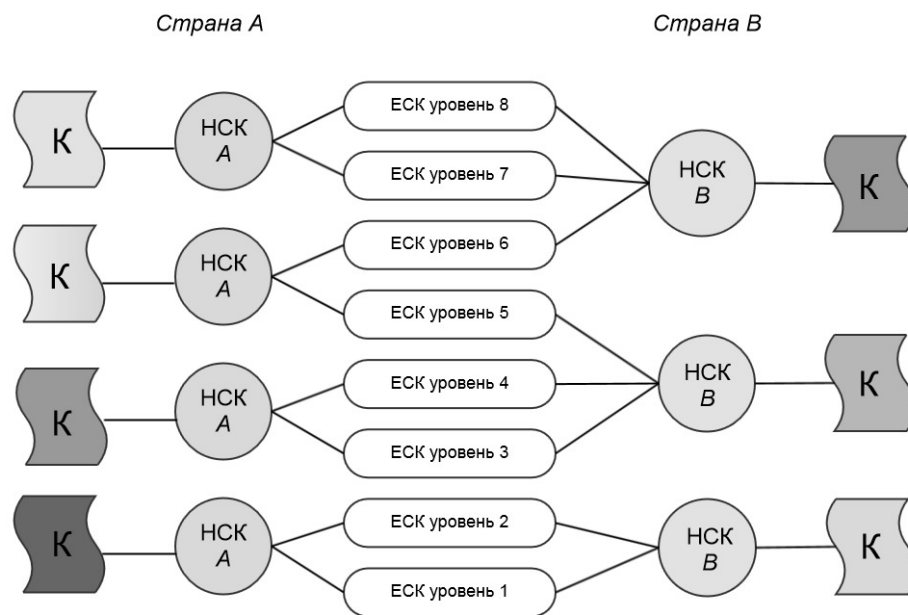 Страна А
Страна В
ЕСК уровень 8
К
НСК
А
ЕСК уровень 7
НСК
В
К
ЕСК уровень 6
К
НСК
А
ЕСК уровень 5
НСК
В
К
ЕСК уровень 4
К
НСК
А
ЕСК уровень 3
ЕСК уровень 2
К
НСК
А
НСК
В
К
ЕСК уровень 1